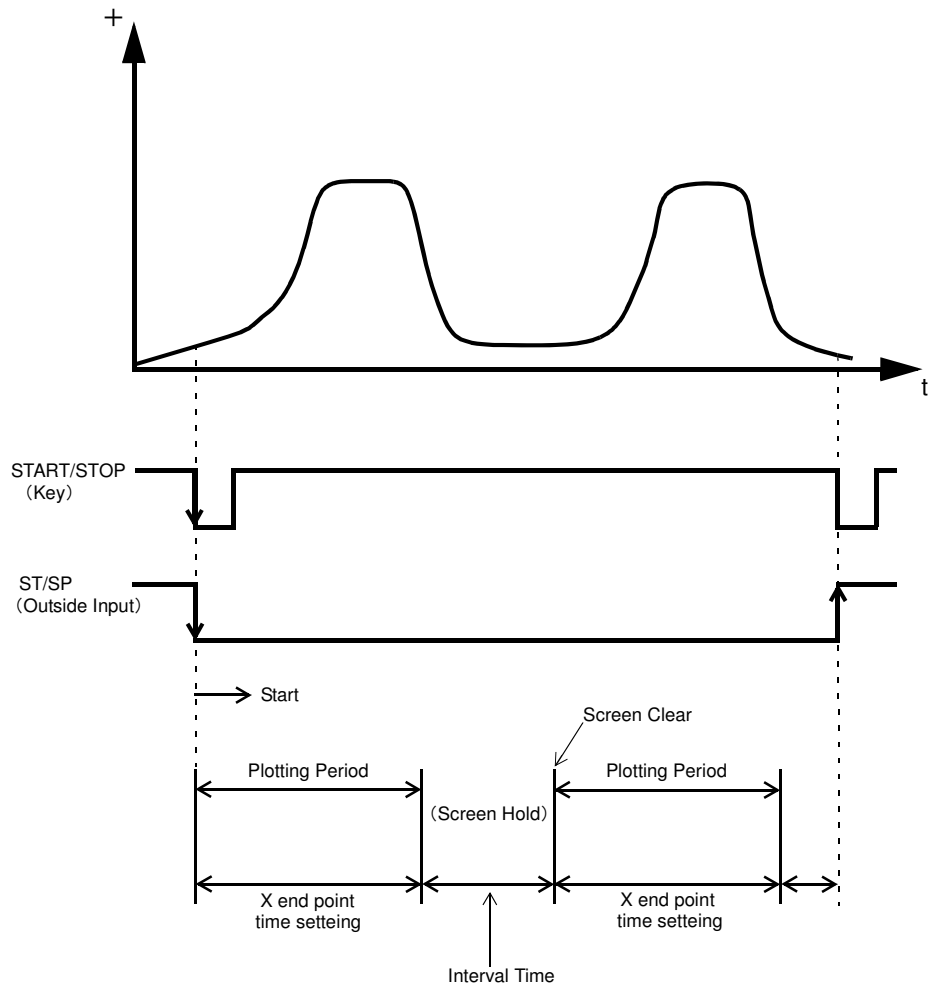 +
t
START/STOP
（Key）
ST/SP
（Outside Input）
Start
Screen Clear
Plotting Period
Plotting Period
（Screen Hold）
X end point
time setteing
X end point
time setteing
Interval Time